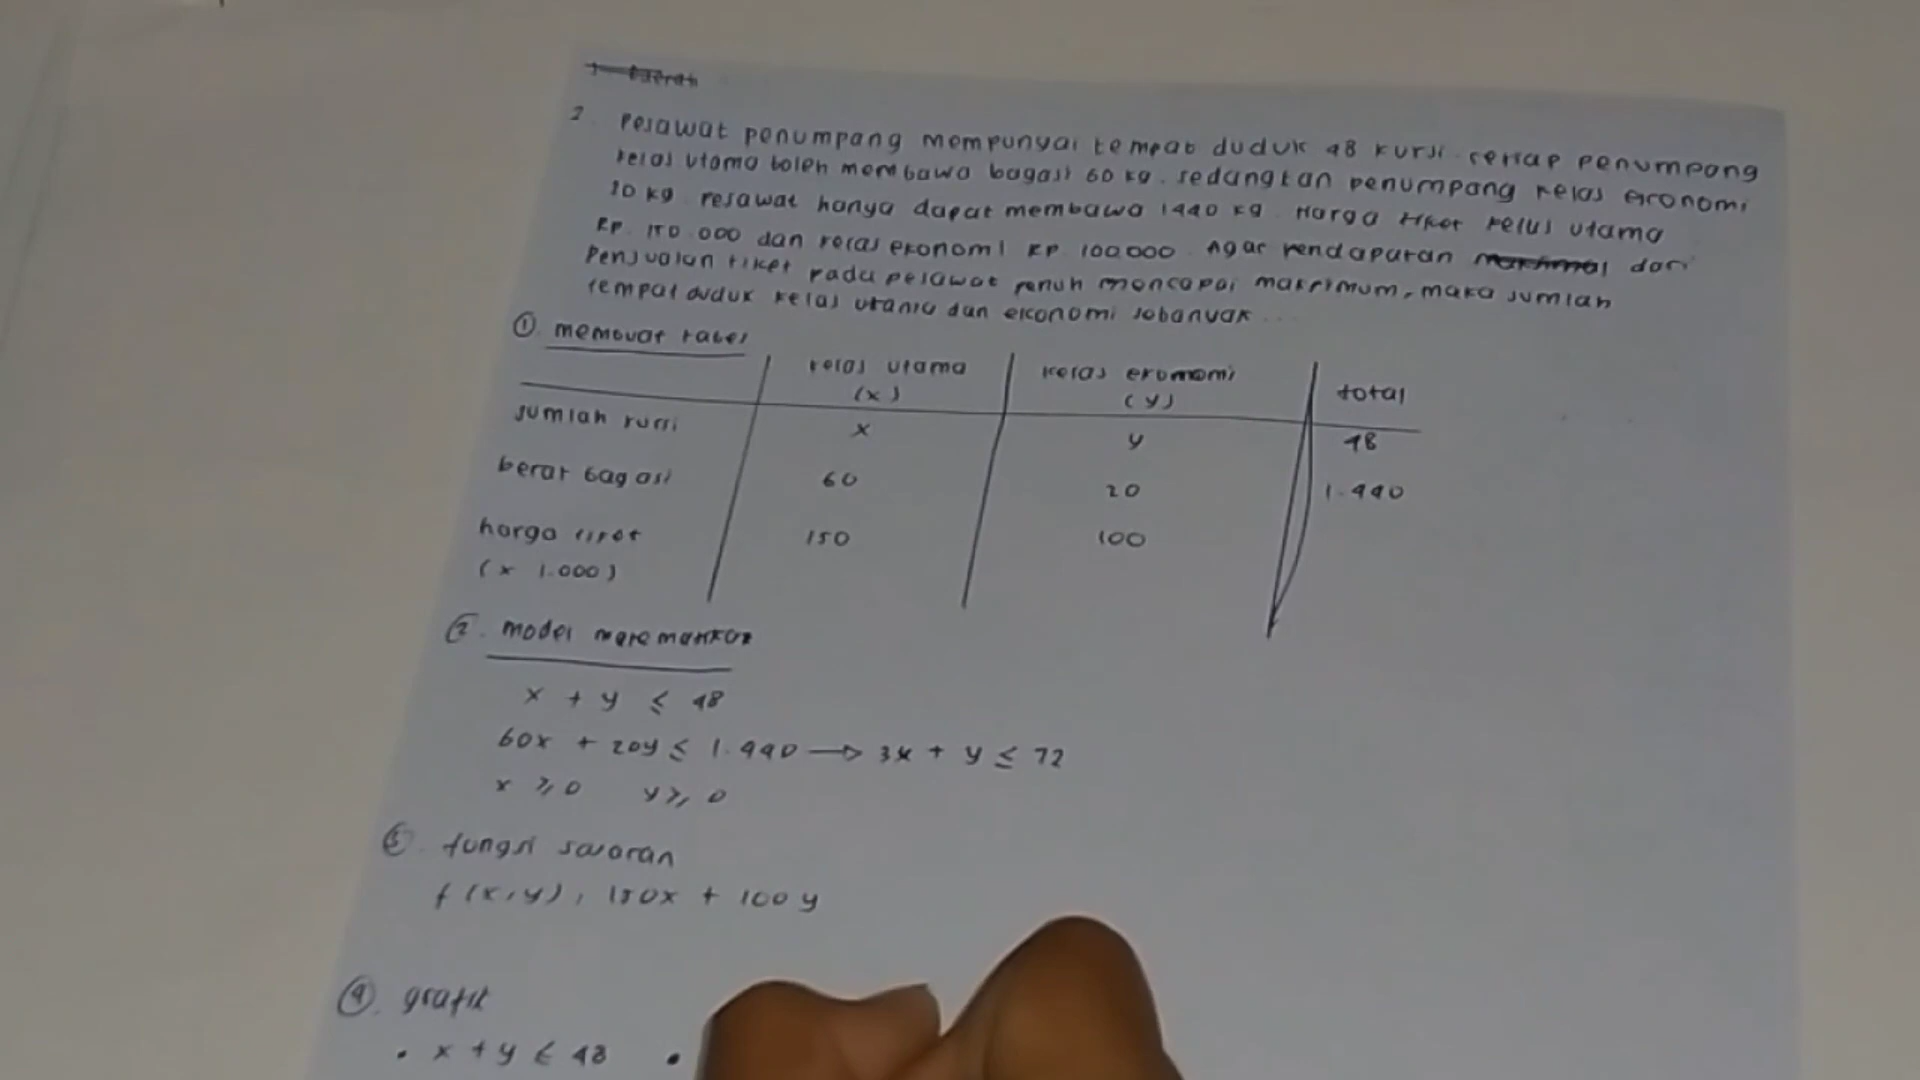 2. Pesawat penumpang mempunyai tempat duduk 48 kursi. setiap penumpang
kelas utama boleh membawa bagasi 60 kg. sedangkan penumpang kelas ekonomi
20 kg. pesawat hanya dapat membawa 1440 kg. Harga tiket kelas utama
RP. 150.000 dan kelas ekonomi RP. 100.000. Agar pendapatan dari
Penjualan tiket pada pesawat penuh mencapai maksimum, maka jumlah
tempat duduk kelas utama dan ekonomi sebanyak ....
① membuat tabel
kelas utama (x) kelas ekonomi (y) total
jumlah kursi x y 48
berat bagasi 60 20 1.440
harga tiket 150 100
(x 1.000)
②. model matematika
x + y ≤ 48
60x + 20y ≤ 1.440 → 3x + y ≤ 72
x ≥ 0 y ≥ 0
③. fungsi sasaran
f(x,y), 150x + 100y
④. grafik
• x + y ≤ 48 •